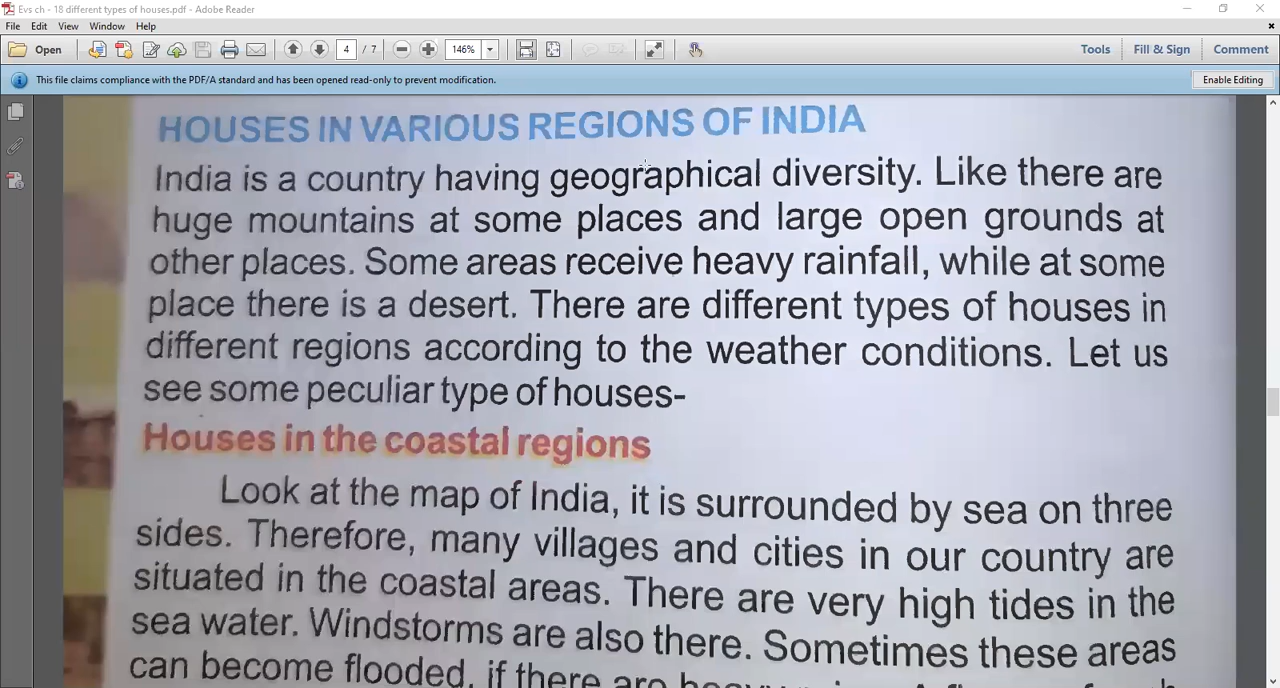 Evs ch - 18 different types of houses.pdf - Adobe Reader
File Edit View Window Help
Open 4 / 7 146% Tools Fill & Sign Comment
This file claims compliance with the PDF/A standard and has been opened read-only to prevent modification. Enable Editing
HOUSES IN VARIOUS REGIONS OF INDIA
India is a country having geographical diversity. Like there are
huge mountains at some places and large open grounds at
other places. Some areas receive heavy rainfall, while at some
place there is a desert. There are different types of houses in
different regions according to the weather conditions. Let us
see some peculiar type of houses-
Houses in the coastal regions
Look at the map of India, it is surrounded by sea on three
sides. Therefore, many villages and cities in our country are
situated in the coastal areas. There are very high tides in the
sea water. Windstorms are also there. Sometimes these areas
can become flooded, if there are heavy